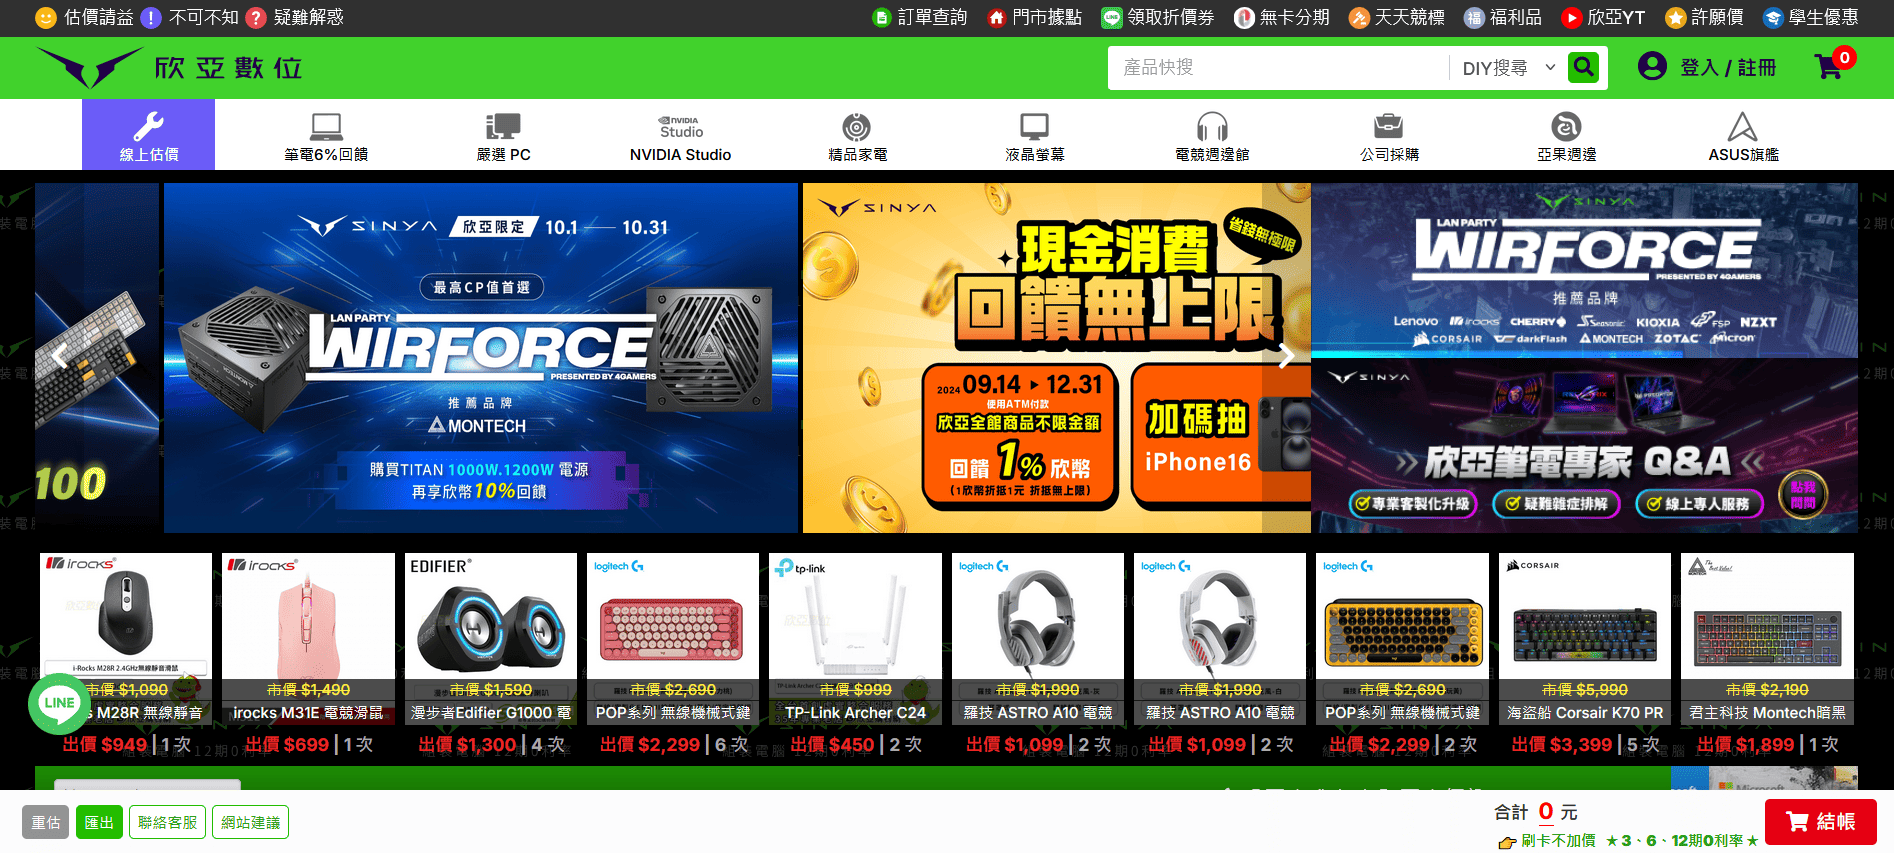 估價請益 不可不知 疑難解惑
訂單查詢 門市據點 領取折價券 無卡分期 天天競標 福利品 欣亞YT 許願價 學生優惠
欣亞數位
產品快搜 DIY搜尋 登入 / 註冊 0
線上估價 筆電6%回饋 嚴選 PC NVIDIA Studio 精品家電 液晶螢幕 電競週邊館 公司採購 亞果週邊 ASUS旗艦
100
SINYA 欣亞限定 10.1 — 10.31
最高CP值首選
LAN PARTY
WIRFORCE
PRESENTED BY 4GAMERS
推薦品牌
MONTECH
購買TITAN 1000W.1200W 電源
再享欣幣10%回饋
SINYA
省錢無極限
現金消費
回饋無上限
2024 09.14 ▸ 12.31
使用ATM付款
欣亞全館商品不限金額
回饋 1% 欣幣
(1欣幣折抵1元 折抵無上限)
加碼抽
iPhone16
SINYA
LAN PARTY
WIRFORCE
PRESENTED BY 4GAMERS
推薦品牌
Lenovo irocks CHERRY Seasonic KIOXIA FSP NZXT
CORSAIR darkFlash MONTECH ZOTAC Micron
SINYA
欣亞筆電專家 Q&A
專業客製化升級 疑難雜症排解 線上專人服務
點我
問問
irocks irocks EDIFIER logitech G tp-link logitech G logitech G logitech G CORSAIR MONTECH The Best Value!
i-Rocks M28R 2.4GHz無線靜音滑鼠
市價 $1,090 市價 $1,490 市價 $1,590 市價 $2,690 市價 $999 市價 $1,990 市價 $1,990 市價 $2,690 市價 $5,990 市價 $2,190
LINE
s M28R 無線靜音 irocks M31E 電競滑鼠 漫步者Edifier G1000 電 POP系列 無線機械式鍵 TP-Link Archer C24 羅技 ASTRO A10 電競 羅技 ASTRO A10 電競 POP系列 無線機械式鍵 海盜船 Corsair K70 PR 君主科技 Montech暗黑
出價 $949 | 1 次 出價 $699 | 1 次 出價 $1,300 | 4 次 出價 $2,299 | 6 次 出價 $450 | 2 次 出價 $1,099 | 2 次 出價 $1,099 | 2 次 出價 $2,299 | 2 次 出價 $3,399 | 5 次 出價 $1,899 | 1 次
重估 匯出 聯絡客服 網站建議
合計 0 元
刷卡不加價 ★3、6、12期0利率★
結帳